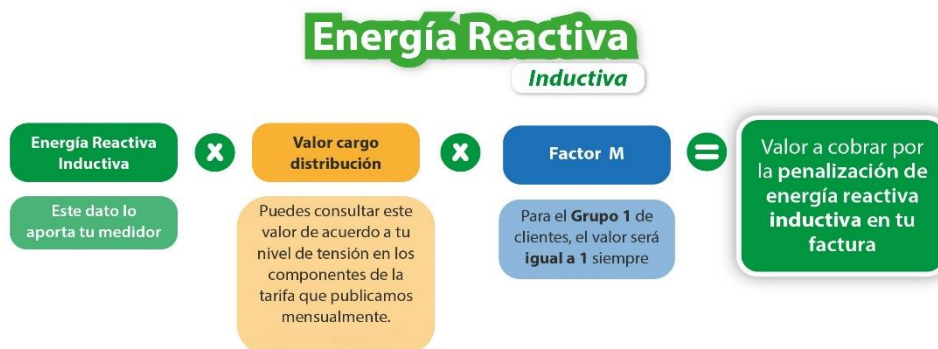 Energía Reactiva
Inductiva
Energía Reactiva
Inductiva
x
Valor cargo
distribución
x
Factor M
=
Valor a cobrar por
la penalización de
energía reactiva
inductiva en tu
factura
Este dato lo
aporta tu medidor
Puedes consultar este
valor de acuerdo a tu
nivel de tensión en los
componentes de la
tarifa que publicamos
mensualmente.
Para el Grupo 1 de
clientes, el valor será
igual a 1 siempre